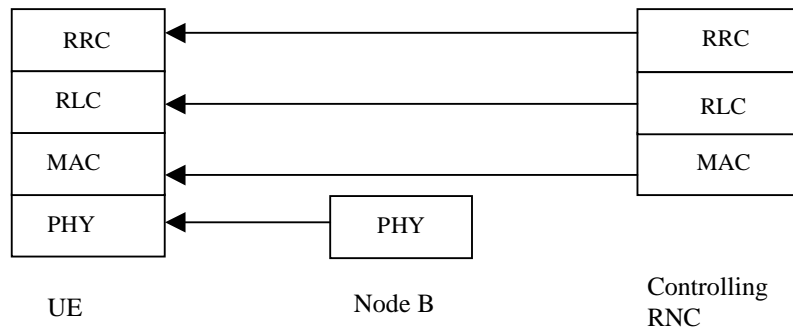 RRC
RRC
RLC
RLC
MAC
MAC
PHY
PHY
UE
Node B
Controlling
RNC